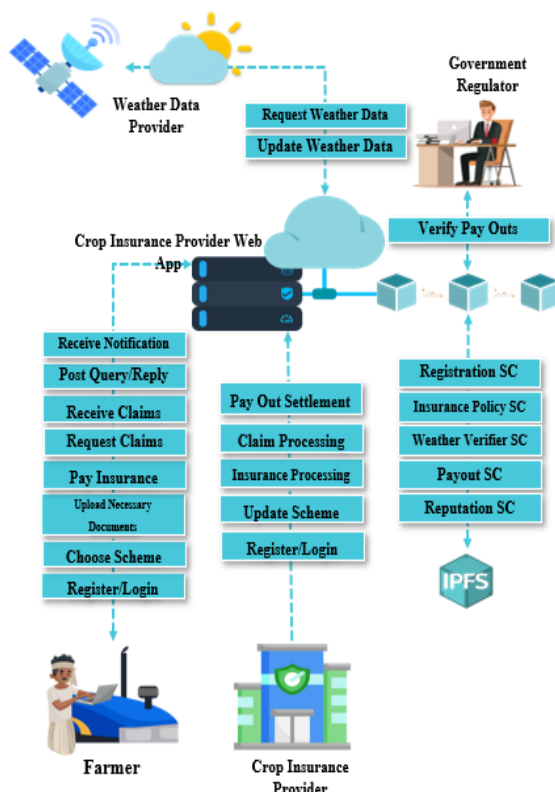 Weather Data
Provider
Request Weather Data
Update Weather Data
Government
Regulator
Verify Pay Outs
Crop Insurance Provider Web
App
Receive Notification
Post Query/Reply
Receive Claims
Request Claims
Pay Insurance
Upload Necessary
Documents
Choose Scheme
Register/Login
Farmer
Pay Out Settlement
Claim Processing
Insurance Processing
Update Scheme
Register/Login
Crop Insurance
Provider
Registration SC
Insurance Policy SC
Weather Verifier SC
Payout SC
Reputation SC
IPFS